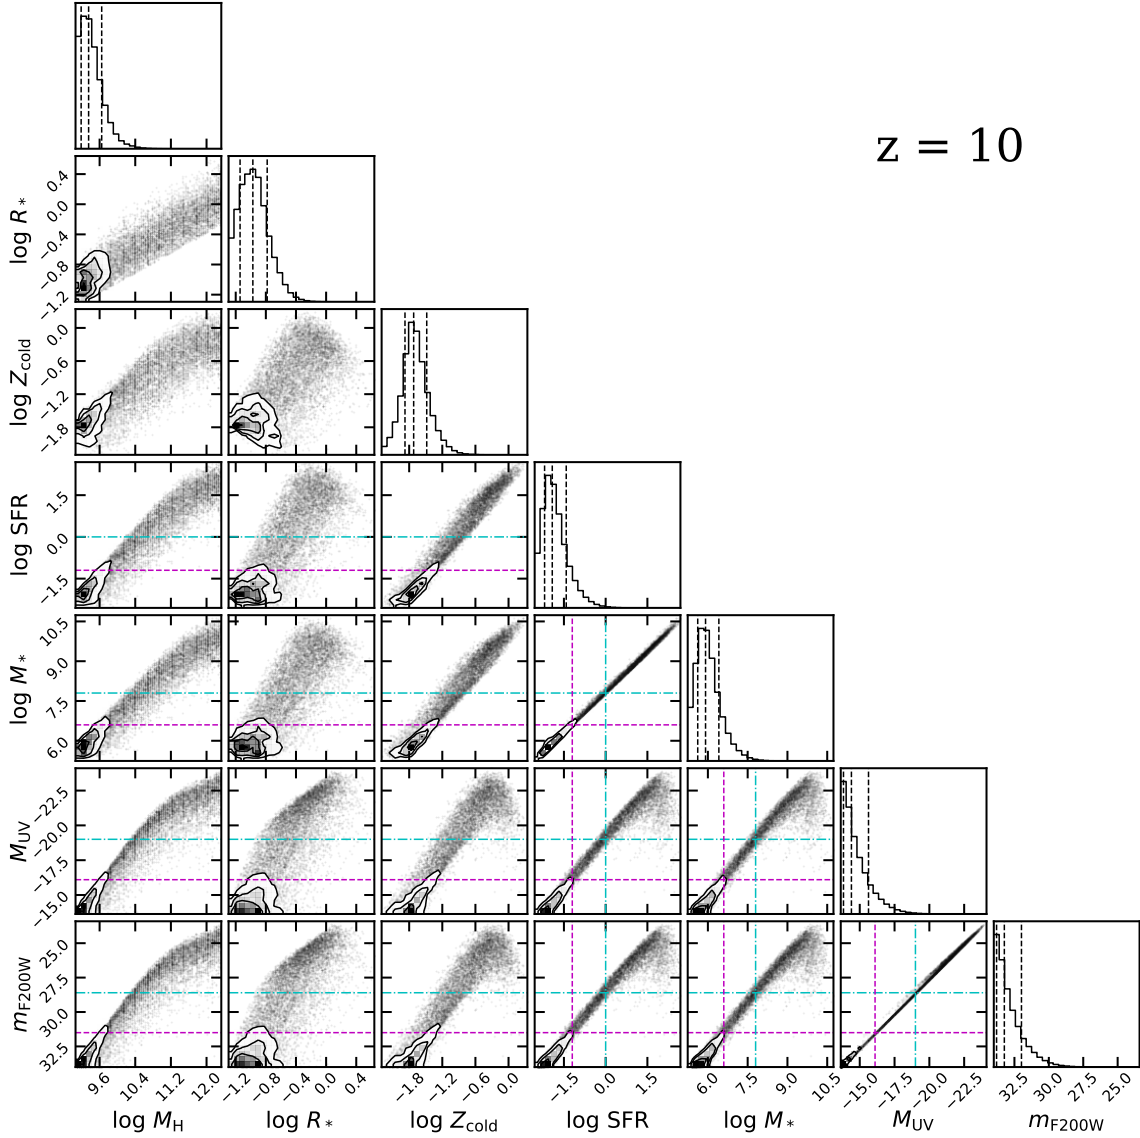 z = 10
0.4
0.0
−0.4
−0.8
−1.2
log R*
0.0
−0.6
−1.2
−1.8
log Zcold
1.5
0.0
−1.5
log SFR
10.5
9.0
7.5
6.0
log M*
−22.5
−20.0
−17.5
−15.0
MUV
25.0
27.5
30.0
32.5
mF200W
9.6 10.4 11.2 12.0 −1.2 −0.8 −0.4 0.0 0.4 −1.8 −1.2 −0.6 0.0 −1.5 0.0 1.5 6.0 7.5 9.0 10.5 −15.0 −17.5 −20.0 −22.5 32.5 30.0 27.5 25.0
log MH log R* log Zcold log SFR log M* MUV mF200W